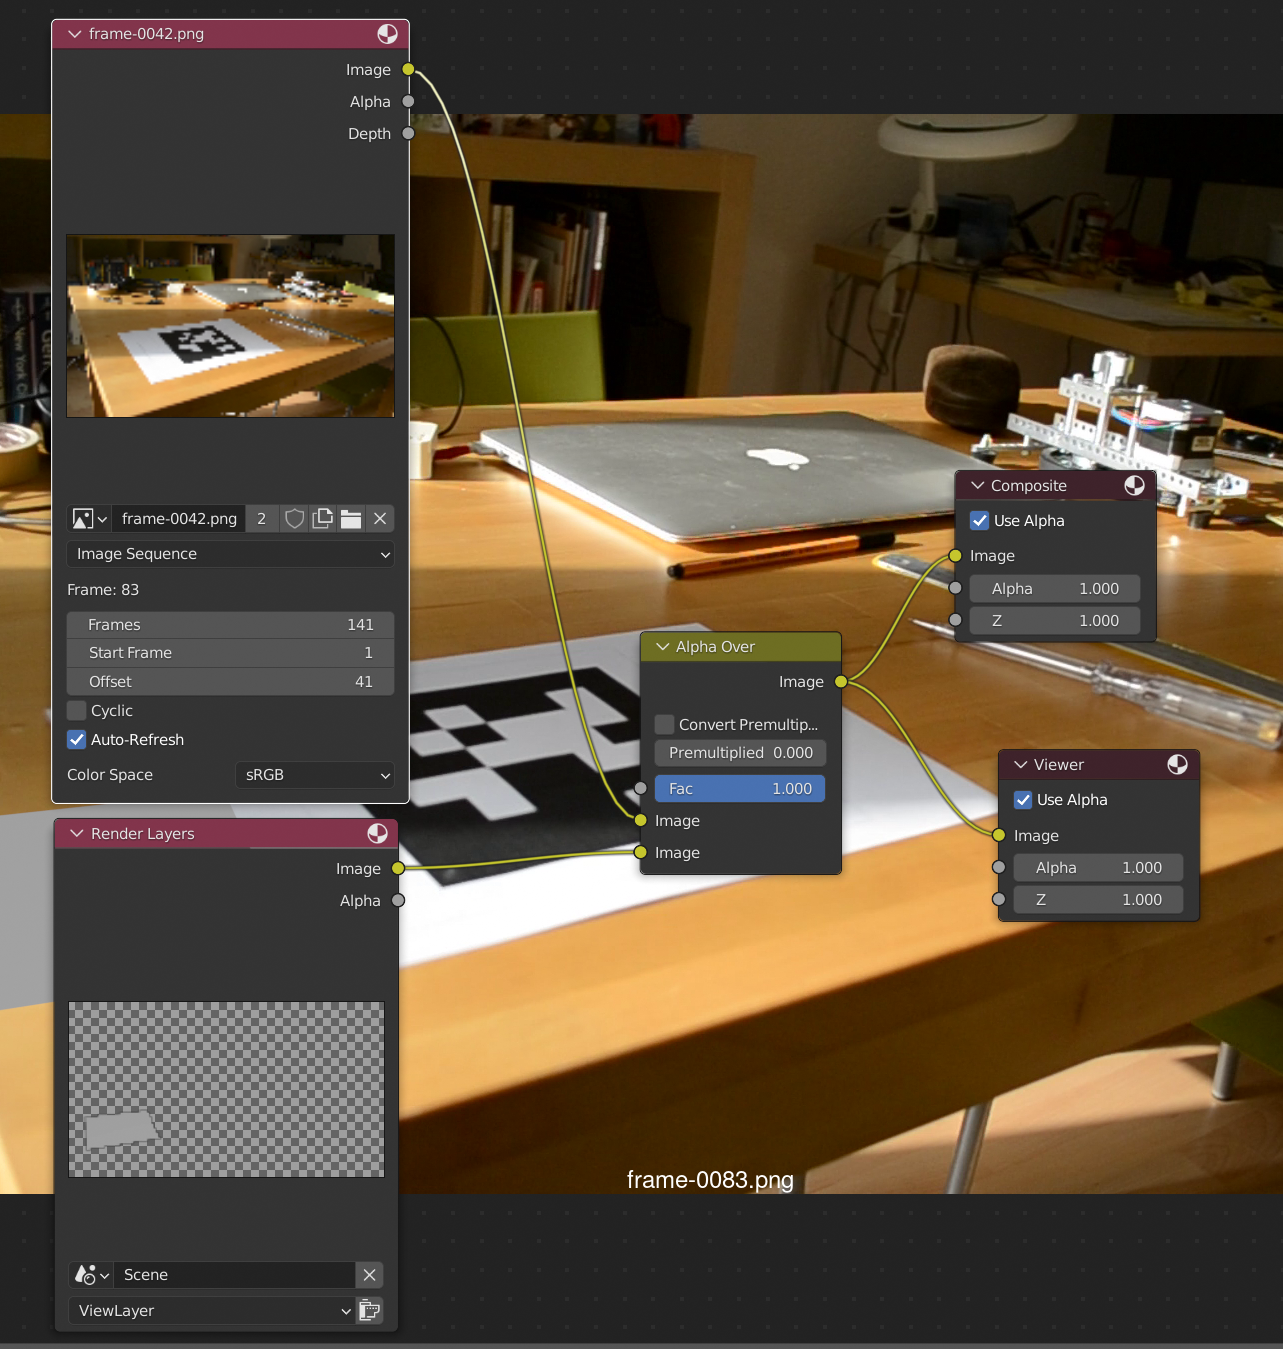 frame-0042.png
Image
Alpha
Depth
frame-0042.png 2
Image Sequence
Frame: 83
Frames 141
Start Frame 1
Offset 41
Cyclic
Auto-Refresh
Color Space sRGB
Render Layers
Image
Alpha
Scene
ViewLayer
Alpha Over
Image
Convert Premultip...
Premultiplied 0.000
Fac 1.000
Image
Image
Composite
Use Alpha
Image
Alpha 1.000
Z 1.000
Viewer
Use Alpha
Image
Alpha 1.000
Z 1.000
frame-0083.png
New York C